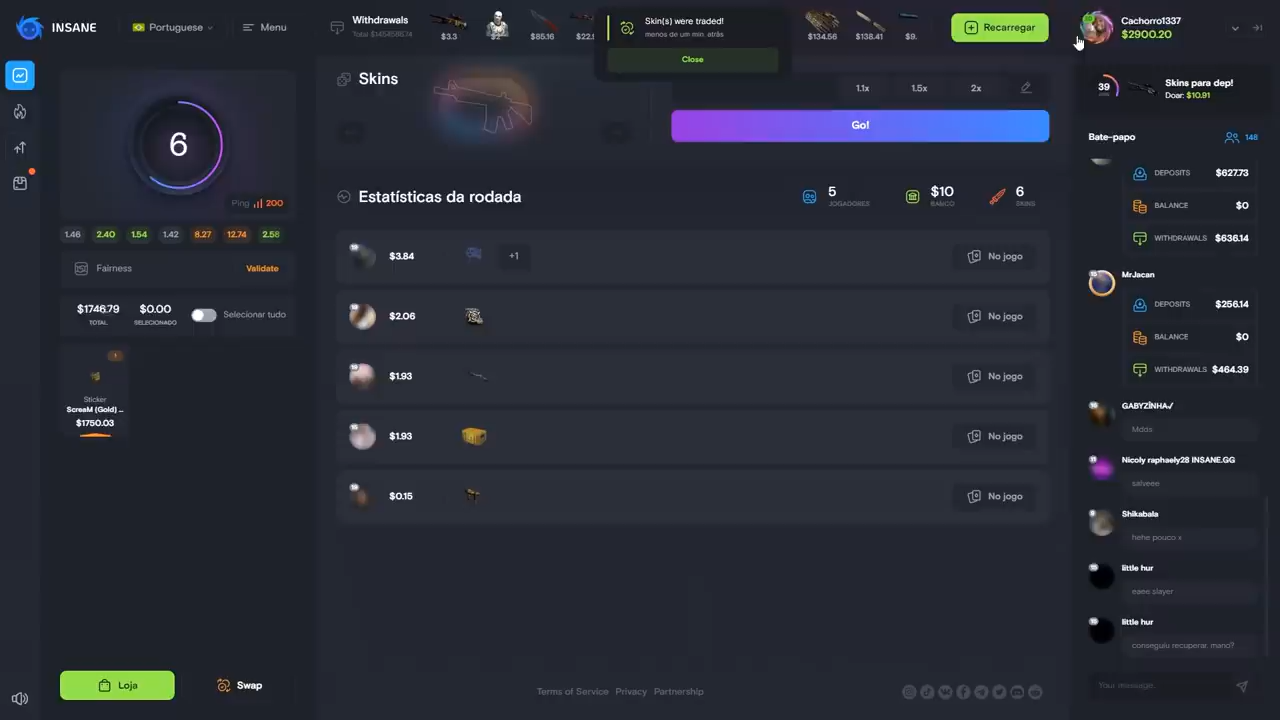 INSANE
Portuguese
Menu
Withdrawals
$3.3
$85.16
Skin(s) were traded!
menos de um min. atrás
Close
$134.56
$138.41
$9.
Recarregar
Cachorro1337
$2900.20
6
Ping 200
1.46 2.40 1.54 1.42 8.27 12.74 2.58
Fairness
Validate
$1746.79
TOTAL
$0.00
SELECIONADO
Selecionar tudo
1
Sticker
ScreaM (Gold) ...
$1750.03
Loja
Swap
Skins
1.1x 1.5x 2x
Go!
Estatísticas da rodada
5
JOGADORES
$10
BANCO
6
SKINS
$3.84 +1 No jogo
$2.06 No jogo
$1.93 No jogo
$1.93 No jogo
$0.15 No jogo
Terms of Service Privacy Partnership
39
Skins para dep!
Doar: $10.91
Bate-papo
148
DEPOSITS $627.73
BALANCE $0
WITHDRAWALS $636.14
MrJacan
DEPOSITS $256.14
BALANCE $0
WITHDRAWALS $464.39
GABYZİNHA✓
Mdds
Nicoly raphaely28 INSANE.GG
salveee
Shikabala
hehe pouco x
little hur
eaee slayer
little hur
conseguiu recuperar, mano?
Your message..